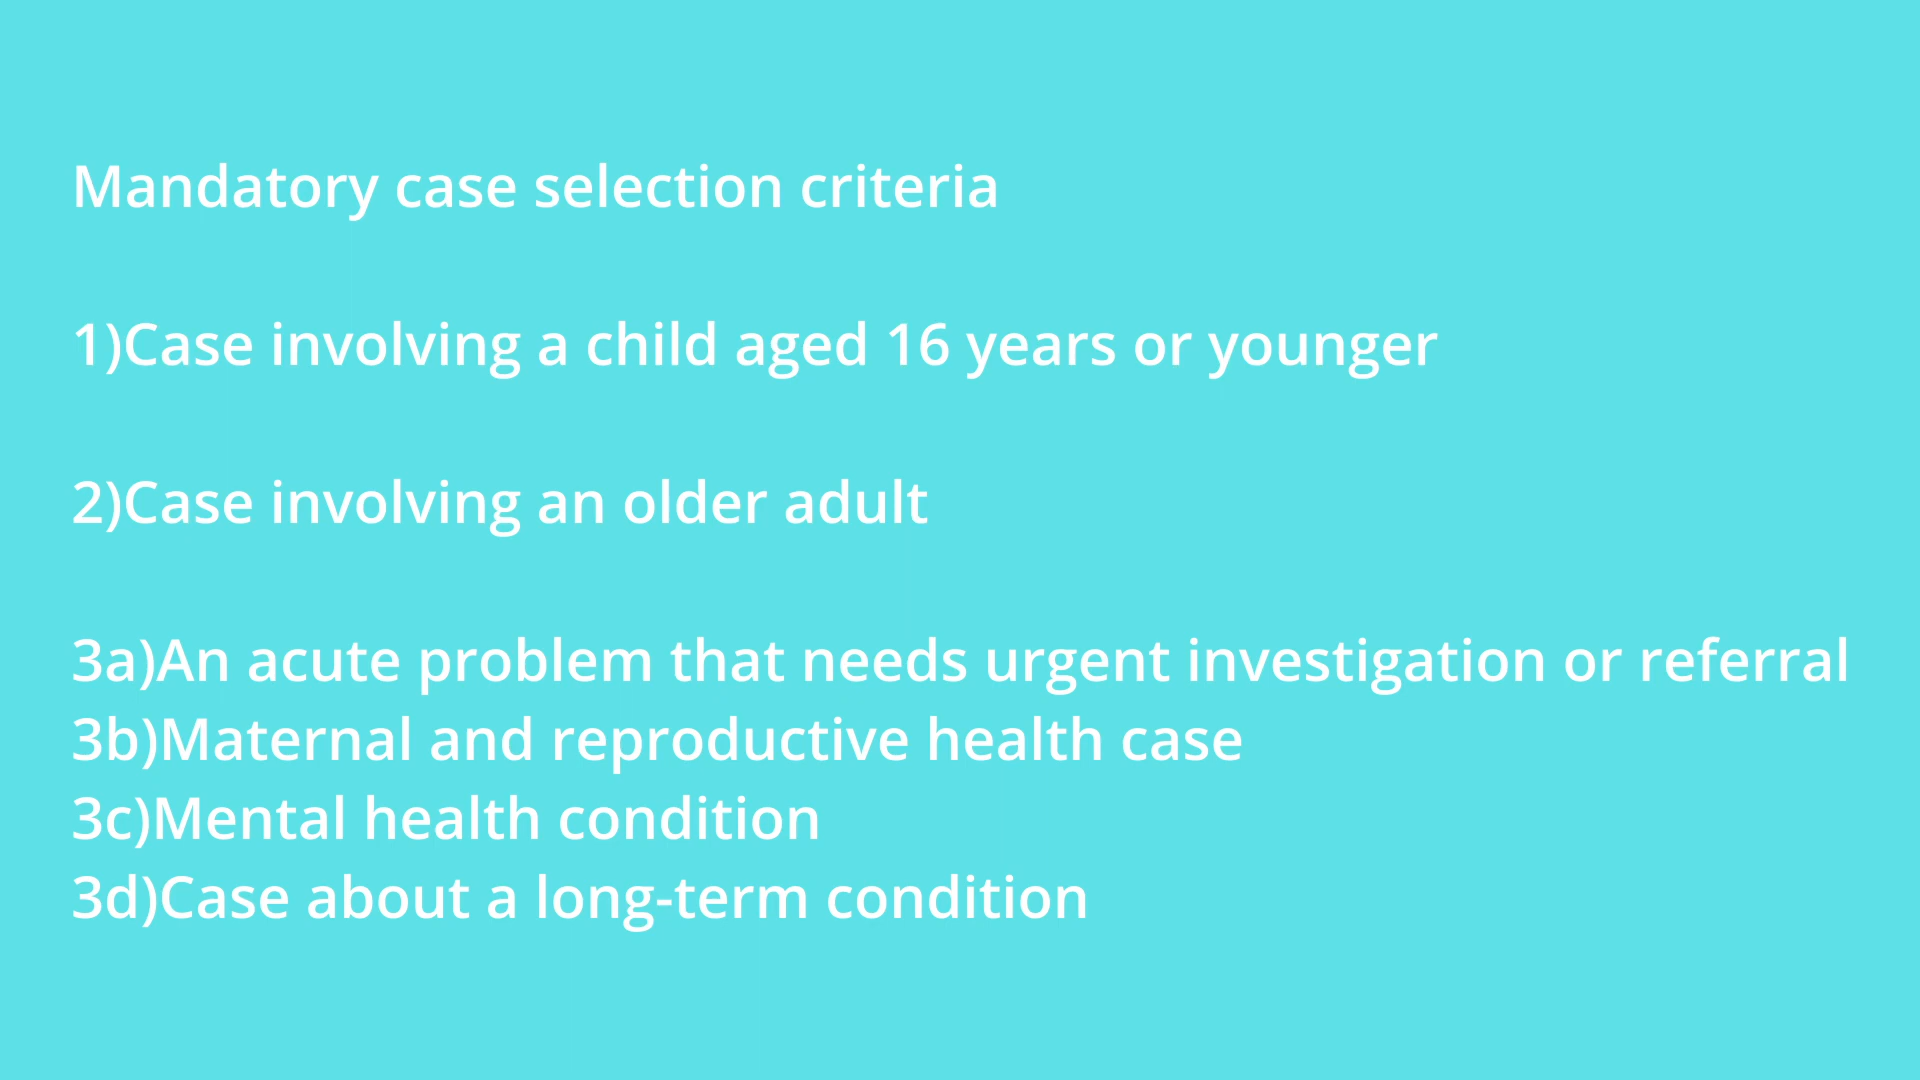 Mandatory case selection criteria
1)Case involving a child aged 16 years or younger
2)Case involving an older adult
3a)An acute problem that needs urgent investigation or referral
3b)Maternal and reproductive health case
3c)Mental health condition
3d)Case about a long-term condition